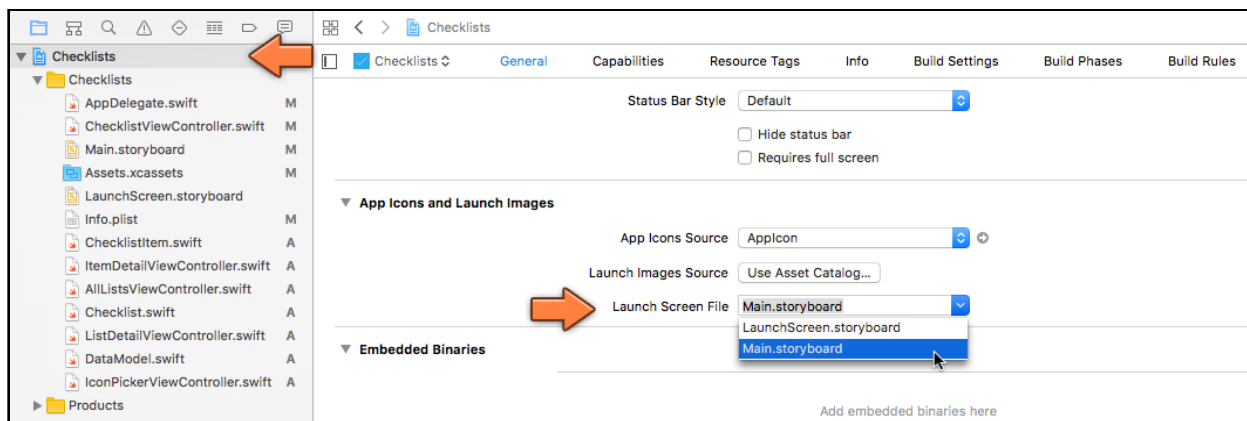 Checklists
Checklists
Checklists General Capabilities Resource Tags Info Build Settings Build Phases Build Rules
Checklists
AppDelegate.swift M
ChecklistViewController.swift M
Main.storyboard M
Assets.xcassets M
LaunchScreen.storyboard
Info.plist M
ChecklistItem.swift A
ItemDetailViewController.swift A
AllListsViewController.swift A
Checklist.swift A
ListDetailViewController.swift A
DataModel.swift A
IconPickerViewController.swift A
Products
Status Bar Style Default
Hide status bar
Requires full screen
App Icons and Launch Images
App Icons Source AppIcon
Launch Images Source Use Asset Catalog...
Launch Screen File Main.storyboard
LaunchScreen.storyboard
Main.storyboard
Embedded Binaries
Add embedded binaries here